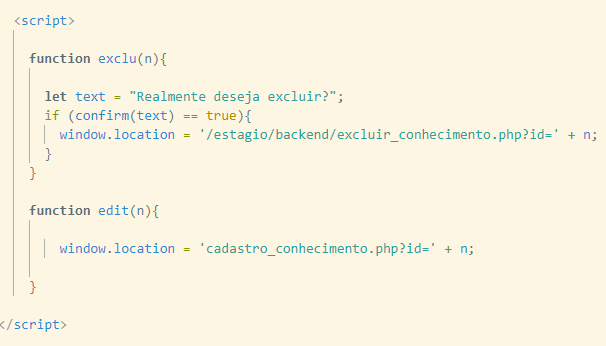 <script>
function exclu(n){
let text = "Realmente deseja excluir?";
if (confirm(text) == true){
window.location = '/estagio/backend/excluir_conhecimento.php?id=' + n;
}
}
function edit(n){
window.location = 'cadastro_conhecimento.php?id=' + n;
}
</script>